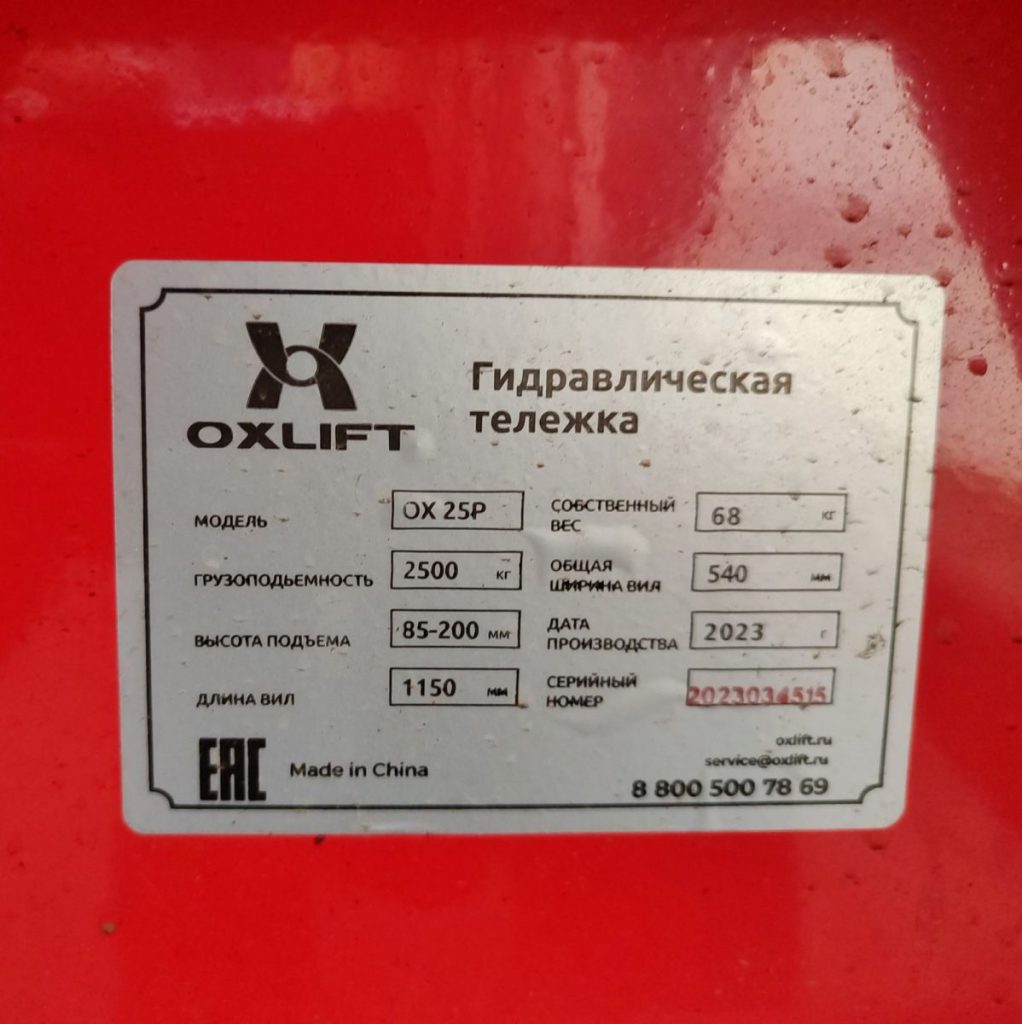 OXLIFT
Гидравлическая
тележка
МОДЕЛЬ OX 25P
ГРУЗОПОДЬЕМНОСТЬ 2500 кг
ВЫСОТА ПОДЪЕМА 85-200 мм
ДЛИНА ВИЛ 1150 мм
СОБСТВЕННЫЙ
ВЕС 68 кг
ОБЩАЯ
ШИРИНА ВИЛ 540 мм
ДАТА
ПРОИЗВОДСТВА 2023 г
СЕРИЙНЫЙ
НОМЕР 2023034515
EAC Made in China
oxlift.ru
service@oxlift.ru
8 800 500 78 69